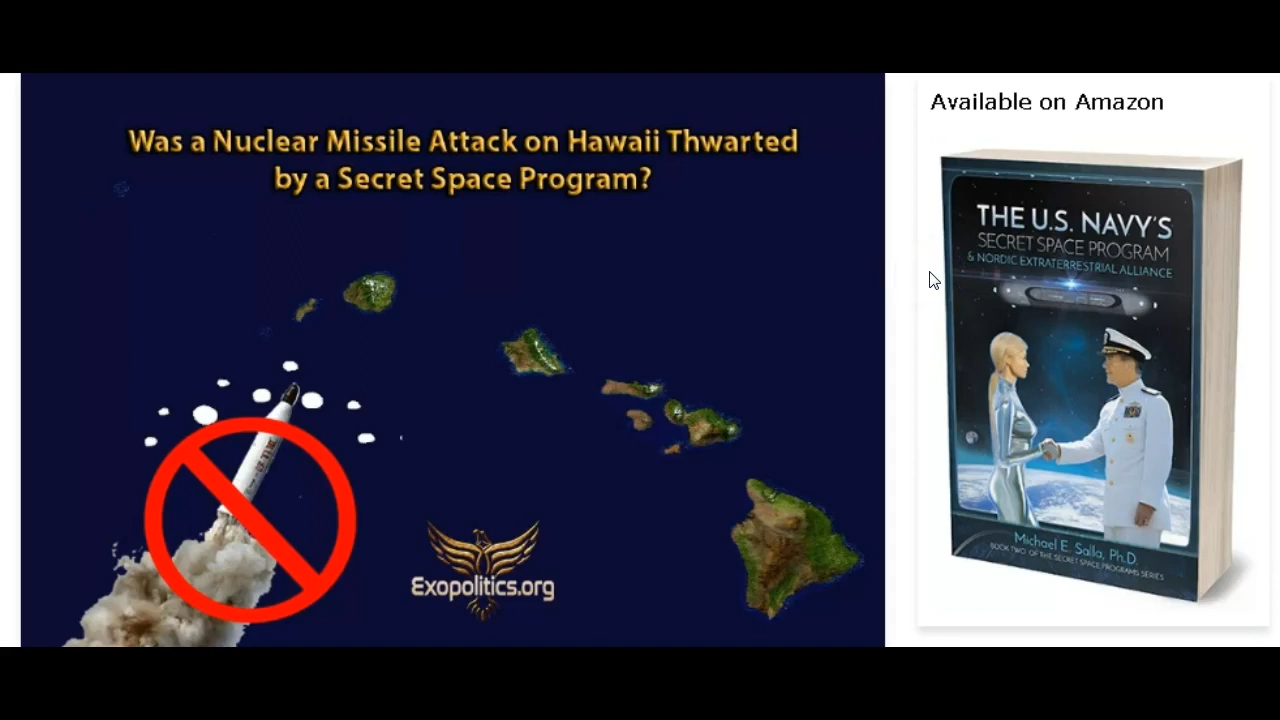 Was a Nuclear Missile Attack on Hawaii Thwarted
by a Secret Space Program?
Exopolitics.org
Available on Amazon
THE U.S. NAVY'S
SECRET SPACE PROGRAM
& NORDIC EXTRATERRESTRIAL ALLIANCE
Michael E. Salla, Ph.D.
BOOK TWO OF THE SECRET SPACE PROGRAMS SERIES